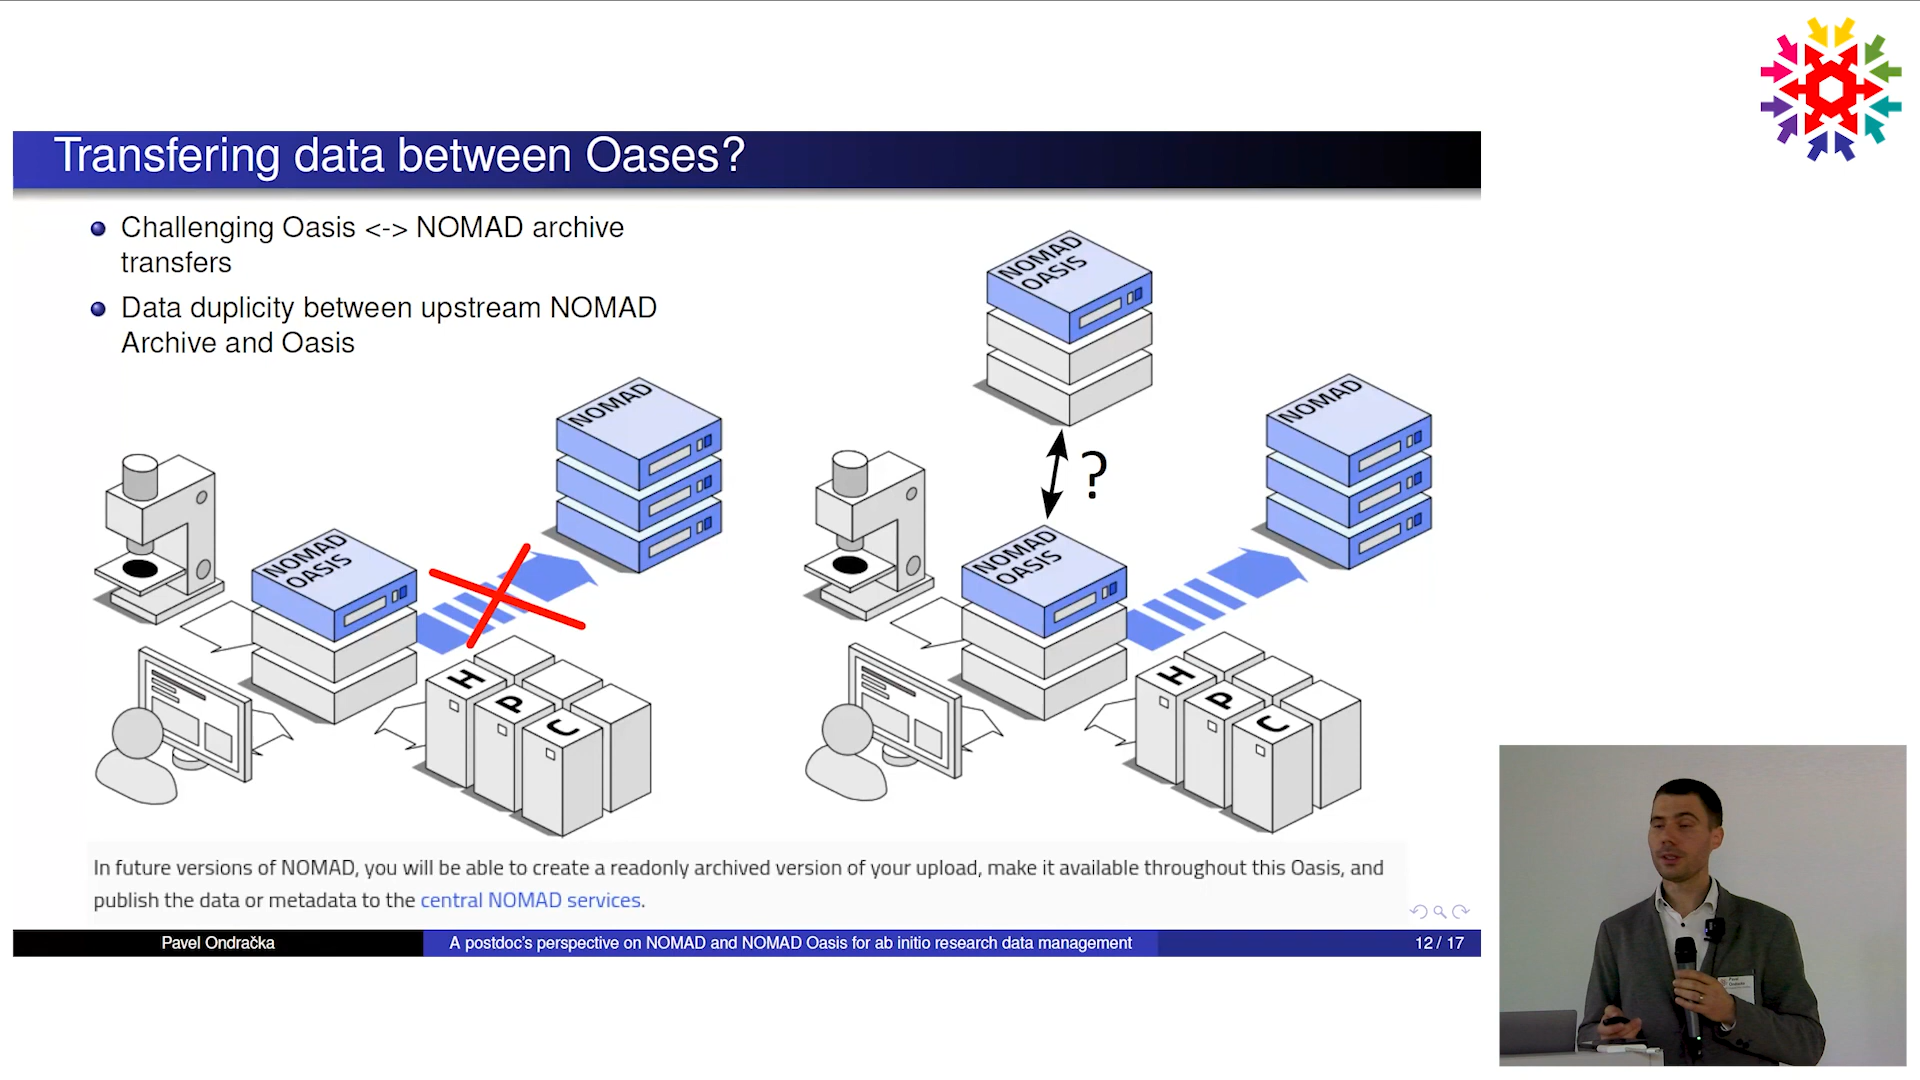 Transfering data between Oases?
Challenging Oasis <-> NOMAD archive
transfers
Data duplicity between upstream NOMAD
Archive and Oasis
NOMAD
OASIS
NOMAD
NOMAD
NOMAD
OASIS
?
NOMAD
OASIS
H
P
C
H
P
C
In future versions of NOMAD, you will be able to create a readonly archived version of your upload, make it available throughout this Oasis, and
publish the data or metadata to the central NOMAD services.
Pavel Ondračka
A postdoc's perspective on NOMAD and NOMAD Oasis for ab initio research data management
12 / 17